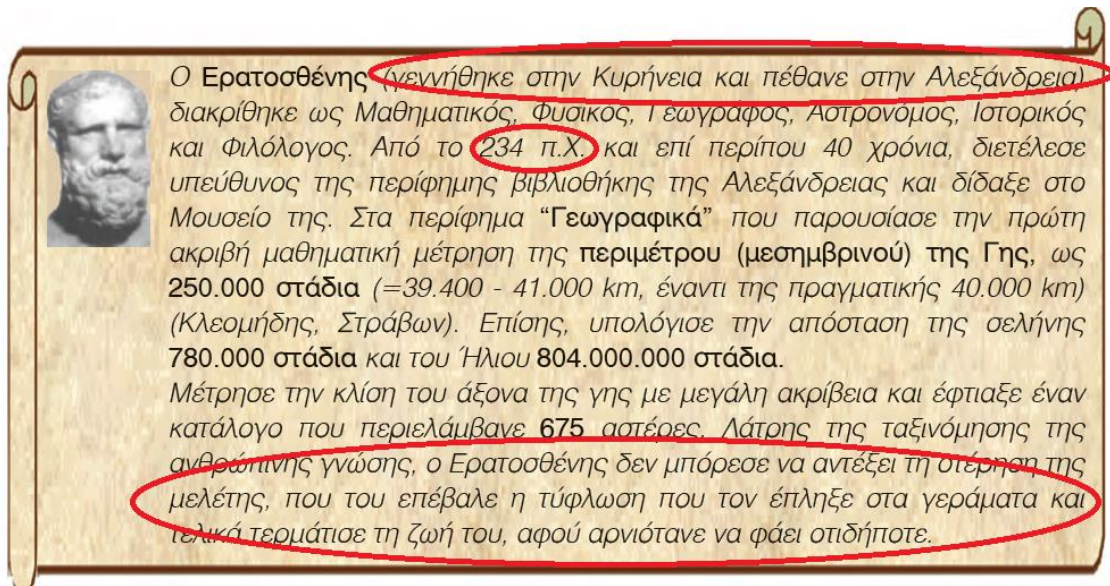 Ο Ερατοσθένης (γεννήθηκε στην Κυρήνεια και πέθανε στην Αλεξάνδρεια)
διακρίθηκε ως Μαθηματικός, Φυσικός, Γεωγράφος, Αστρονόμος, Ιστορικός
και Φιλόλογος. Από το 234 π.Χ. και επί περίπου 40 χρόνια, διετέλεσε
υπεύθυνος της περίφημης βιβλιοθήκης της Αλεξάνδρειας και δίδαξε στο
Μουσείο της. Στα περίφημα “Γεωγραφικά” που παρουσίασε την πρώτη
ακριβή μαθηματική μέτρηση της περιμέτρου (μεσημβρινού) της Γης, ως
250.000 στάδια (=39.400 - 41.000 km, έναντι της πραγματικής 40.000 km)
(Κλεομήδης, Στράβων). Επίσης, υπολόγισε την απόσταση της σελήνης
780.000 στάδια και του Ήλιου 804.000.000 στάδια.
Μέτρησε την κλίση του άξονα της γης με μεγάλη ακρίβεια και έφτιαξε έναν
κατάλογο που περιελάμβανε 675 αστέρες. Λάτρης της ταξινόμησης της
ανθρώπινης γνώσης, ο Ερατοσθένης δεν μπόρεσε να αντέξει τη στέρηση της
μελέτης, που του επέβαλε η τύφλωση που τον έπληξε στα γεράματα και
τελικά τερμάτισε τη ζωή του, αφού αρνιότανε να φάει οτιδήποτε.